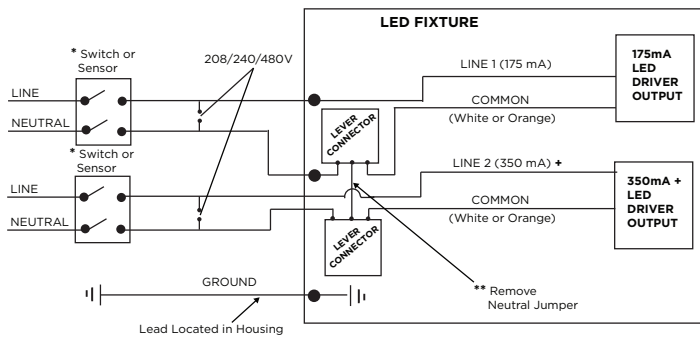 LED FIXTURE
* Switch or
Sensor
208/240/480V
LINE
NEUTRAL
LINE 1 (175 mA)
COMMON
(White or Orange)
175mA
LED
DRIVER
OUTPUT
LEVER
CONNECTOR
* Switch or
Sensor
LINE
NEUTRAL
LINE 2 (350 mA) +
COMMON
(White or Orange)
350mA +
LED
DRIVER
OUTPUT
LEVER
CONNECTOR
GROUND
** Remove
Neutral Jumper
Lead Located in Housing